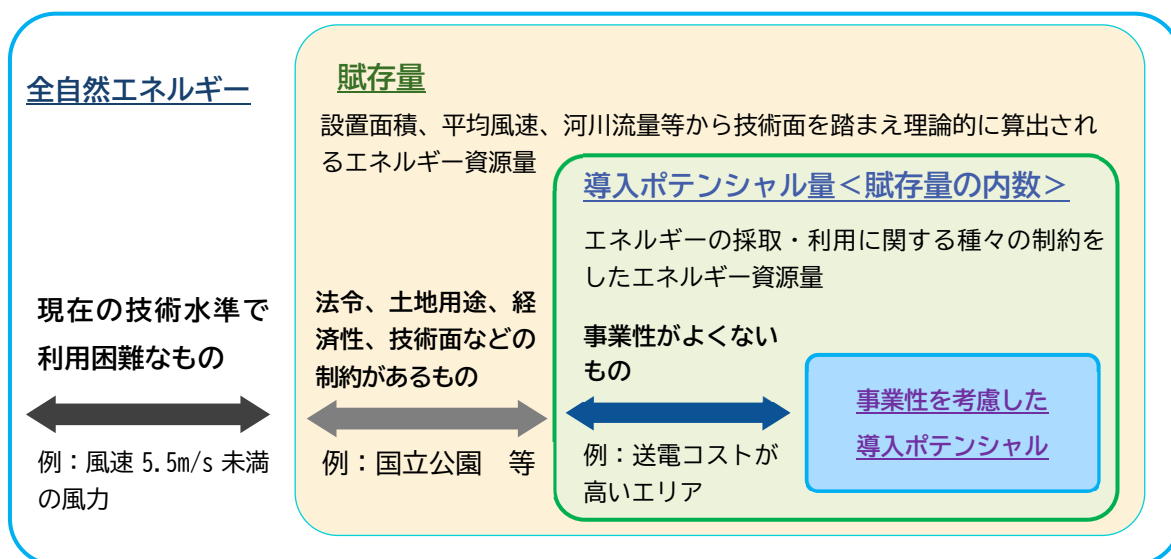 全自然エネルギー
現在の技術水準で
利用困難なもの
例：風速 5.5m/s 未満
の風力
賦存量
設置面積、平均風速、河川流量等から技術面を踏まえ理論的に算出され
るエネルギー資源量
法令、土地用途、経
済性、技術面などの
制約があるもの
例：国立公園　等
導入ポテンシャル量＜賦存量の内数＞
エネルギーの採取・利用に関する種々の制約を
したエネルギー資源量
事業性がよくない
もの
例：送電コストが
高いエリア
事業性を考慮した
導入ポテンシャル